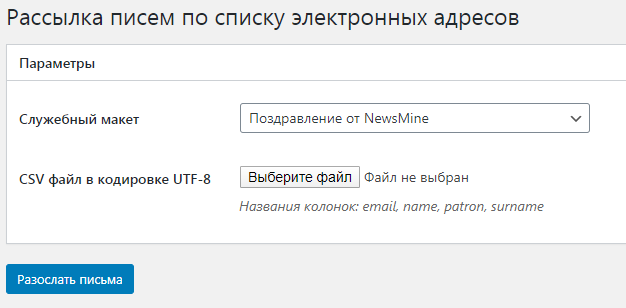 Рассылка писем по списку электронных адресов
Параметры
Служебный макет
Поздравление от NewsMine
CSV файл в кодировке UTF-8
Выберите файл Файл не выбран
Названия колонок: email, name, patron, surname
Разослать письма